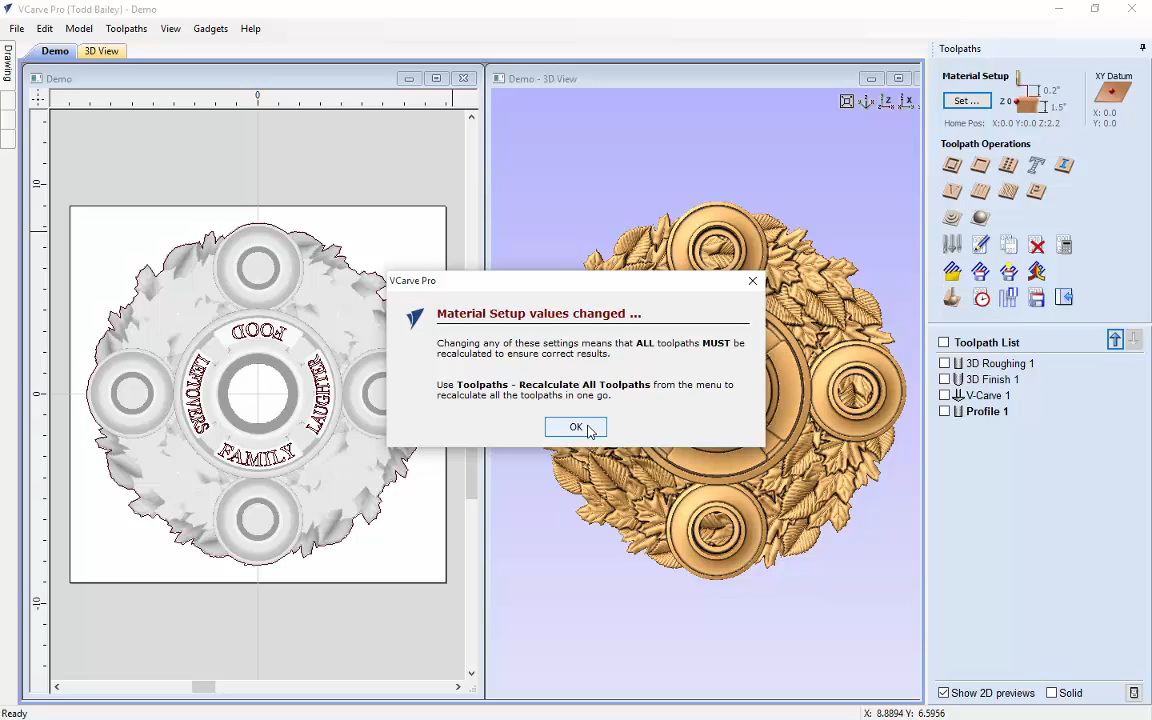 VCarve Pro {Todd Bailey} - Demo
File Edit Model Toolpaths View Gadgets Help
Drawing
Demo 3D View
Demo
0
10
0
-10
FOOD
LEFTOVERS
LAUGHTER
FAMILY
Demo - 3D View
VCarve Pro
Material Setup values changed ...
Changing any of these settings means that ALL toolpaths MUST be
recalculated to ensure correct results.
Use Toolpaths - Recalculate All Toolpaths from the menu to
recalculate all the toolpaths in one go.
OK
Toolpaths
Material Setup
XY Datum
Set ...
Z 0
0.2"
1.5"
X: 0.0
Y: 0.0
Home Pos: X:0.0 Y:0.0 Z:2.2
Toolpath Operations
Toolpath List
3D Roughing 1
3D Finish 1
V-Carve 1
Profile 1
Show 2D previews Solid
Ready
X: 8.8894 Y: 6.5956